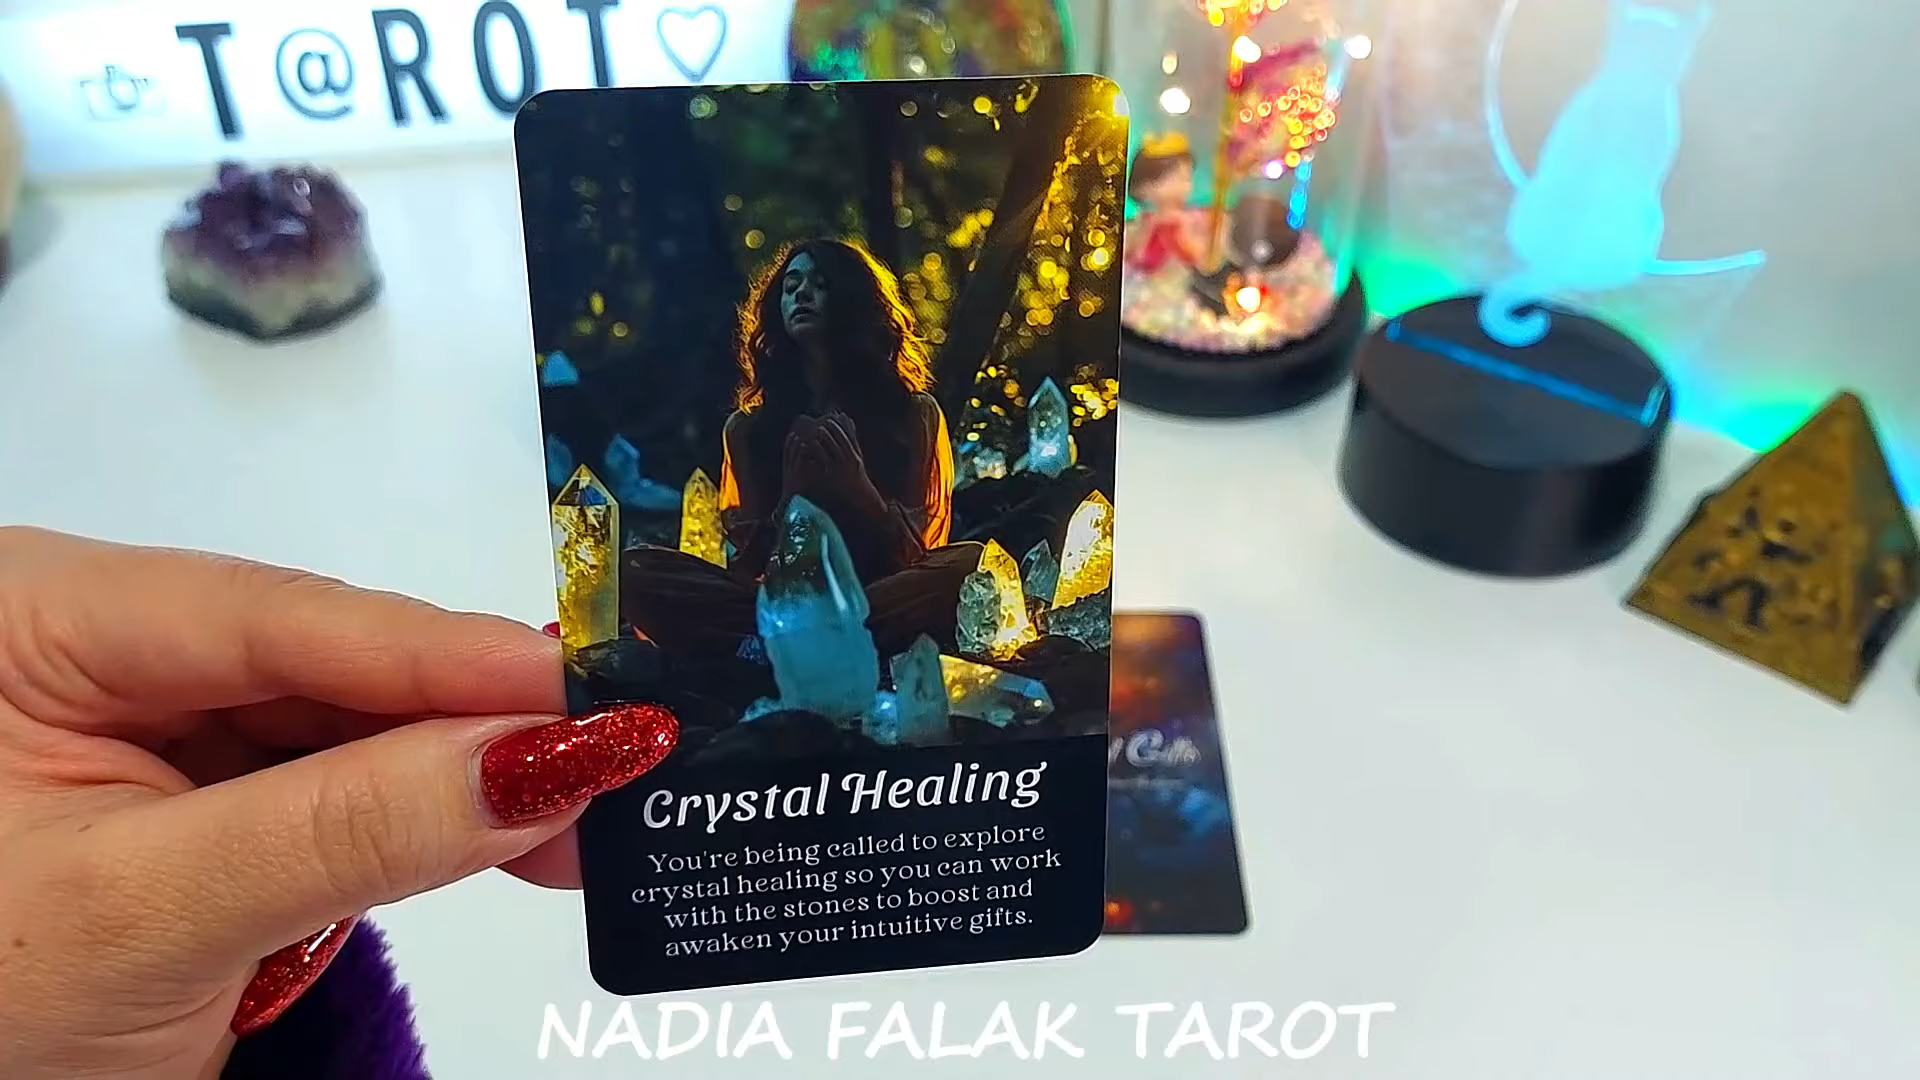 T@ROT
Crystal Healing
You're being called to explore
crystal healing so you can work
with the stones to boost and
awaken your intuitive gifts.
NADIA FALAK TAROT